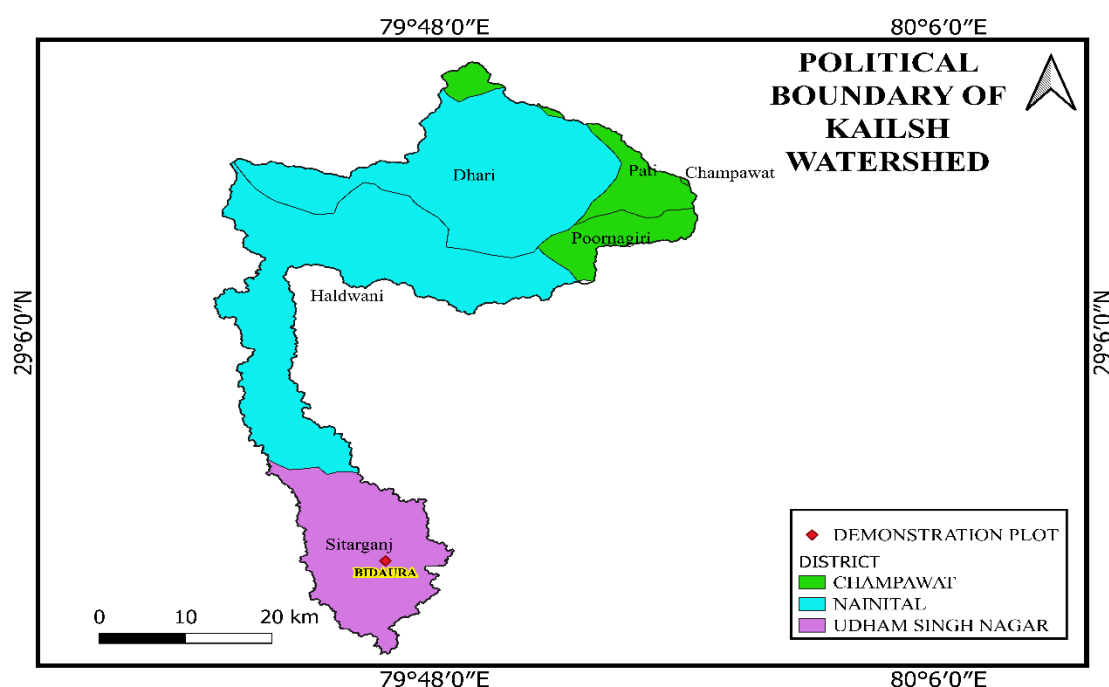 79°48′0″E
80°6′0″E
POLITICAL
BOUNDARY OF
KAILSH
WATERSHED
Dhari
Pati
Champawat
Poornagiri
Haldwani
29°6′0″N
29°6′0″N
Sitarganj
BIDAURA
DEMONSTRATION PLOT
DISTRICT
CHAMPAWAT
NAINITAL
UDHAM SINGH NAGAR
0 10 20 km
79°48′0″E
80°6′0″E